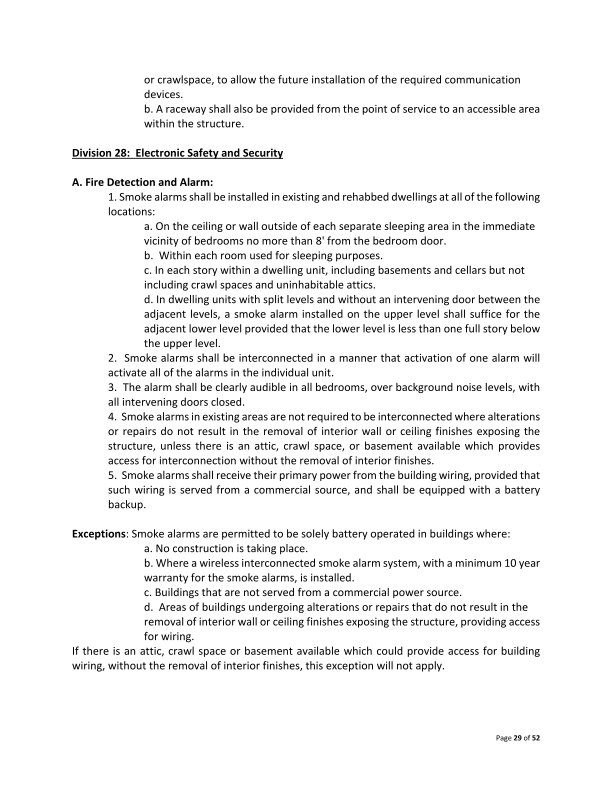 or crawlspace, to allow the future installation of the required communication
devices.
b. A raceway shall also be provided from the point of service to an accessible area
within the structure.
Division 28:  Electronic Safety and Security
A. Fire Detection and Alarm:
1. Smoke alarms shall be installed in existing and rehabbed dwellings at all of the following
locations:
a. On the ceiling or wall outside of each separate sleeping area in the immediate
vicinity of bedrooms no more than 8' from the bedroom door.
b.  Within each room used for sleeping purposes.
c. In each story within a dwelling unit, including basements and cellars but not
including crawl spaces and uninhabitable attics.
d. In dwelling units with split levels and without an intervening door between the
adjacent levels, a smoke alarm installed on the upper level shall suffice for the
adjacent lower level provided that the lower level is less than one full story below
the upper level.
2.  Smoke alarms shall be interconnected in a manner that activation of one alarm will
activate all of the alarms in the individual unit.
3.  The alarm shall be clearly audible in all bedrooms, over background noise levels, with
all intervening doors closed.
4.  Smoke alarms in existing areas are not required to be interconnected where alterations
or repairs do not result in the removal of interior wall or ceiling finishes exposing the
structure, unless there is an attic, crawl space, or basement available which provides
access for interconnection without the removal of interior finishes.
5.  Smoke alarms shall receive their primary power from the building wiring, provided that
such wiring is served from a commercial source, and shall be equipped with a battery
backup.
Exceptions: Smoke alarms are permitted to be solely battery operated in buildings where:
a. No construction is taking place.
b. Where a wireless interconnected smoke alarm system, with a minimum 10 year
warranty for the smoke alarms, is installed.
c. Buildings that are not served from a commercial power source.
d.  Areas of buildings undergoing alterations or repairs that do not result in the
removal of interior wall or ceiling finishes exposing the structure, providing access
for wiring.
If there is an attic, crawl space or basement available which could provide access for building
wiring, without the removal of interior finishes, this exception will not apply.
Page 29 of 52